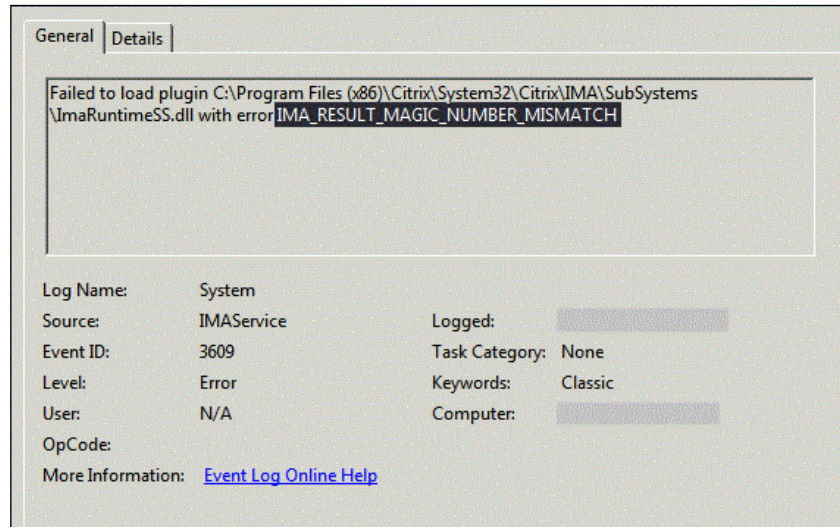 General Details
Failed to load plugin C:\Program Files (x86)\Citrix\System32\Citrix\IMA\SubSystems
\ImaRuntimeSS.dll with error IMA_RESULT_MAGIC_NUMBER_MISMATCH
Log Name: System
Source: IMAService Logged:
Event ID: 3609 Task Category: None
Level: Error Keywords: Classic
User: N/A Computer:
OpCode:
More Information: Event Log Online Help